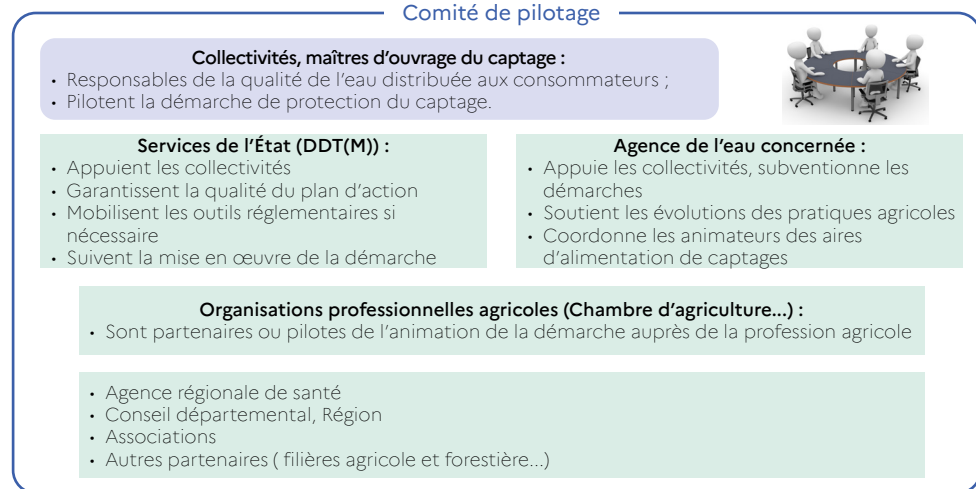 Comité de pilotage
Collectivités, maîtres d'ouvrage du captage :
• Responsables de la qualité de l'eau distribuée aux consommateurs ;
• Pilotent la démarche de protection du captage.
Services de l'État (DDT(M)) :
• Appuient les collectivités
• Garantissent la qualité du plan d'action
• Mobilisent les outils réglementaires si
nécessaire
• Suivent la mise en œuvre de la démarche
Agence de l'eau concernée :
• Appuie les collectivités, subventionne les
démarches
• Soutient les évolutions des pratiques agricoles
• Coordonne les animateurs des aires
d'alimentation de captages
Organisations professionnelles agricoles (Chambre d'agriculture...) :
• Sont partenaires ou pilotes de l'animation de la démarche auprès de la profession agricole
• Agence régionale de santé
• Conseil départemental, Région
• Associations
• Autres partenaires ( filières agricole et forestière...)